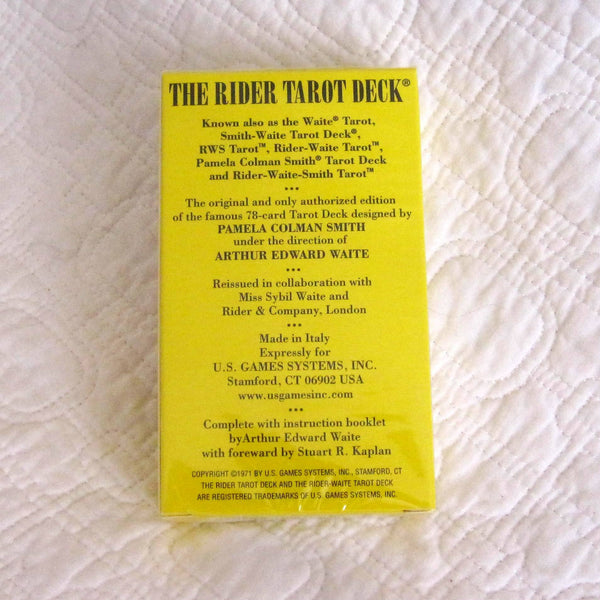 THE RIDER TAROT DECK®
Known also as the Waite® Tarot,
Smith-Waite Tarot Deck®,
RWS Tarot™, Rider-Waite Tarot™,
Pamela Colman Smith® Tarot Deck
and Rider-Waite-Smith Tarot™
•••
The original and only authorized edition
of the famous 78-card Tarot Deck designed by
PAMELA COLMAN SMITH
under the direction of
ARTHUR EDWARD WAITE
•••
Reissued in collaboration with
Miss Sybil Waite and
Rider & Company, London
•••
Made in Italy
Expressly for
U.S. GAMES SYSTEMS, INC.
Stamford, CT 06902 USA
www.usgamesinc.com
•••
Complete with instruction booklet
byArthur Edward Waite
with foreword by Stuart R. Kaplan
COPYRIGHT ©1971 BY U.S. GAMES SYSTEMS, INC., STAMFORD, CT
THE RIDER TAROT DECK AND THE RIDER-WAITE TAROT DECK
ARE REGISTERED TRADEMARKS OF U.S. GAMES SYSTEMS, INC.